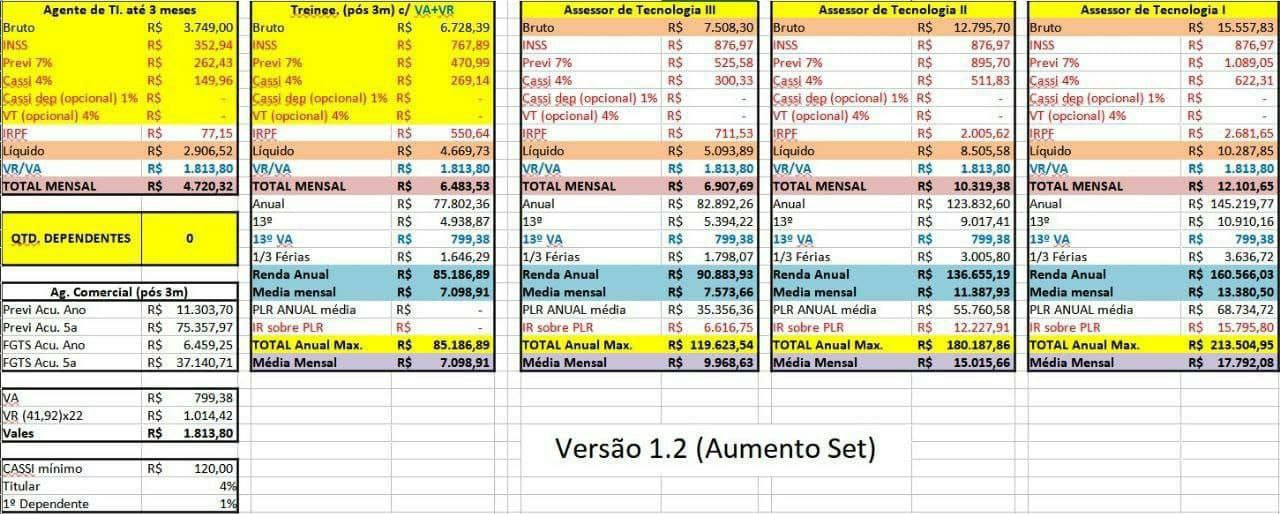 Agente de TI. até 3 meses
Bruto R$ 3.749,00
INSS R$ 352,94
Previ 7% R$ 262,43
Cassi 4% R$ 149,96
Cassi dep (opcional) 1% R$ -
VT (opcional) 4% R$ -
IRPF R$ 77,15
Líquido R$ 2.906,52
VR/VA R$ 1.813,80
TOTAL MENSAL R$ 4.720,32
QTD. DEPENDENTES 0
Ag. Comercial (pós 3m)
Previ Acu. Ano R$ 11.303,70
Previ Acu. 5a R$ 75.357,97
FGTS Acu. Ano R$ 6.459,25
FGTS Acu. 5a R$ 37.140,71
VA R$ 799,38
VR (41,92)x22 R$ 1.014,42
Vales R$ 1.813,80
CASSI mínimo R$ 120,00
Titular 4%
1º Dependente 1%
Treinee. (pós 3m) c/ VA+VR
Bruto R$ 6.728,39
INSS R$ 767,89
Previ 7% R$ 470,99
Cassi 4% R$ 269,14
Cassi dep (opcional) 1% R$ -
VT (opcional) 4% R$ -
IRPF R$ 550,64
Líquido R$ 4.669,73
VR/VA R$ 1.813,80
TOTAL MENSAL R$ 6.483,53
Anual R$ 77.802,36
13º R$ 4.938,87
13º VA R$ 799,38
1/3 Férias R$ 1.646,29
Renda Anual R$ 85.186,89
Media mensal R$ 7.098,91
PLR ANUAL média R$ -
IR sobre PLR R$ -
TOTAL Anual Max. R$ 85.186,89
Média Mensal R$ 7.098,91
Assessor de Tecnologia III
Bruto R$ 7.508,30
INSS R$ 876,97
Previ 7% R$ 525,58
Cassi 4% R$ 300,33
Cassi dep (opcional) 1% R$ -
VT (opcional) 4% R$ -
IRPF R$ 711,53
Líquido R$ 5.093,89
VR/VA R$ 1.813,80
TOTAL MENSAL R$ 6.907,69
Anual R$ 82.892,26
13º R$ 5.394,22
13º VA R$ 799,38
1/3 Férias R$ 1.798,07
Renda Anual R$ 90.883,93
Media mensal R$ 7.573,66
PLR ANUAL média R$ 35.356,36
IR sobre PLR R$ 6.616,75
TOTAL Anual Max. R$ 119.623,54
Média Mensal R$ 9.968,63
Assessor de Tecnologia II
Bruto R$ 12.795,70
INSS R$ 876,97
Previ 7% R$ 895,70
Cassi 4% R$ 511,83
Cassi dep (opcional) 1% R$ -
VT (opcional) 4% R$ -
IRPF R$ 2.005,62
Líquido R$ 8.505,58
VR/VA R$ 1.813,80
TOTAL MENSAL R$ 10.319,38
Anual R$ 123.832,60
13º R$ 9.017,41
13º VA R$ 799,38
1/3 Férias R$ 3.005,80
Renda Anual R$ 136.655,19
Media mensal R$ 11.387,93
PLR ANUAL média R$ 55.760,58
IR sobre PLR R$ 12.227,91
TOTAL Anual Max. R$ 180.187,86
Média Mensal R$ 15.015,66
Assessor de Tecnologia I
Bruto R$ 15.557,83
INSS R$ 876,97
Previ 7% R$ 1.089,05
Cassi 4% R$ 622,31
Cassi dep (opcional) 1% R$ -
VT (opcional) 4% R$ -
IRPF R$ 2.681,65
Líquido R$ 10.287,85
VR/VA R$ 1.813,80
TOTAL MENSAL R$ 12.101,65
Anual R$ 145.219,77
13º R$ 10.910,16
13º VA R$ 799,38
1/3 Férias R$ 3.636,72
Renda Anual R$ 160.566,03
Media mensal R$ 13.380,50
PLR ANUAL média R$ 68.734,72
IR sobre PLR R$ 15.795,80
TOTAL Anual Max. R$ 213.504,95
Média Mensal R$ 17.792,08
Versão 1.2 (Aumento Set)